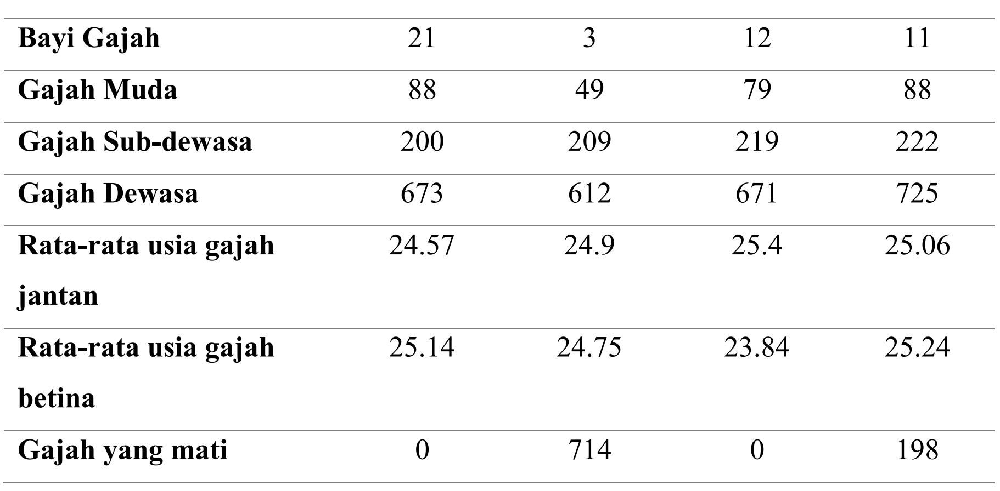 Bayi Gajah 21 3 12 11
Gajah Muda 88 49 79 88
Gajah Sub-dewasa 200 209 219 222
Gajah Dewasa 673 612 671 725
Rata-rata usia gajah 24.57 24.9 25.4 25.06
jantan
Rata-rata usia gajah 25.14 24.75 23.84 25.24
betina
Gajah yang mati 0 714 0 198